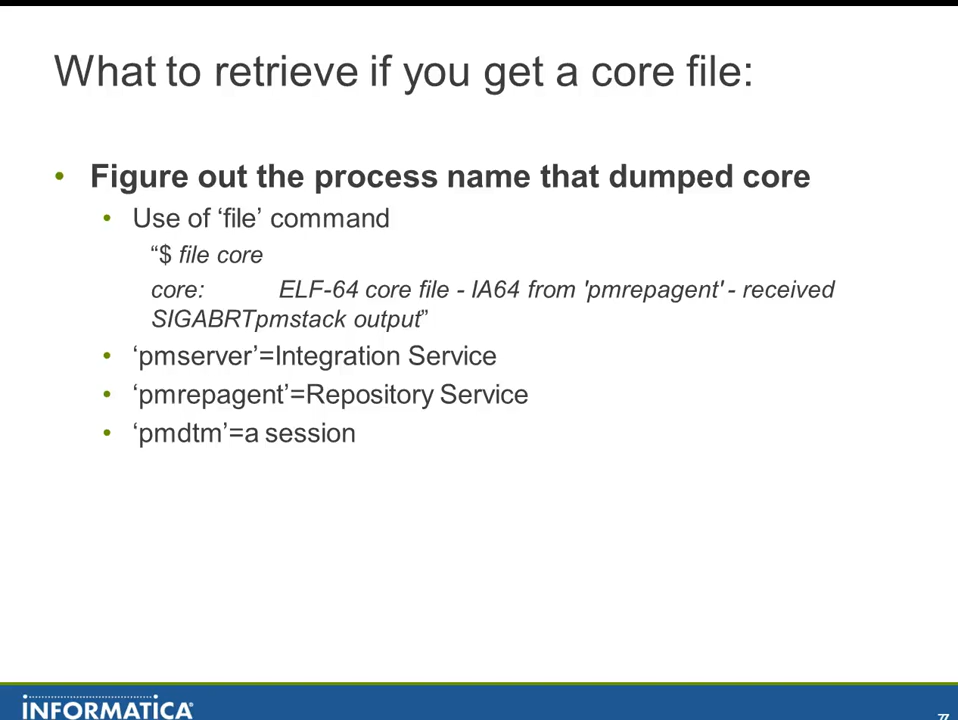 What to retrieve if you get a core file:
• Figure out the process name that dumped core
• Use of ‘file’ command
“$ file core
core: ELF-64 core file - IA64 from 'pmrepagent' - received
SIGABRTpmstack output”
• ‘pmserver’=Integration Service
• ‘pmrepagent’=Repository Service
• ‘pmdtm’=a session
INFORMATICA®
77